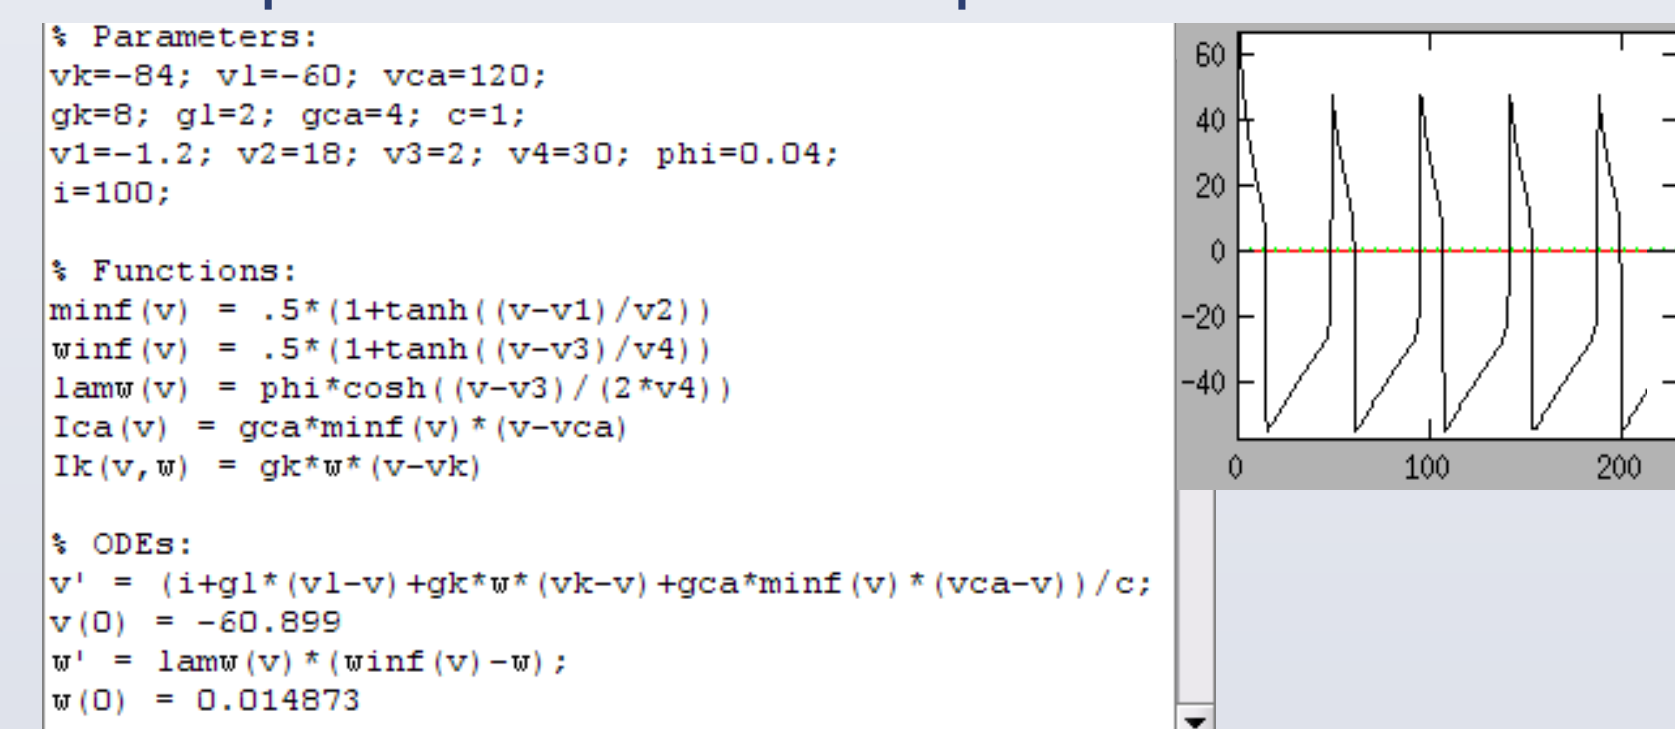 % Parameters:
vk=-84; vl=-60; vca=120;
gk=8; gl=2; gca=4; c=1;
v1=-1.2; v2=18; v3=2; v4=30; phi=0.04;
i=100;
% Functions:
minf(v) = .5*(1+tanh((v-v1)/v2))
winf(v) = .5*(1+tanh((v-v3)/v4))
lamw(v) = phi*cosh((v-v3)/(2*v4))
Ica(v) = gca*minf(v)*(v-vca)
Ik(v,w) = gk*w*(v-vk)
% ODEs:
v' = (i+gl*(vl-v)+gk*w*(vk-v)+gca*minf(v)*(vca-v))/c;
v(0) = -60.899
w' = lamw(v)*(winf(v)-w);
w(0) = 0.014873
60
40
20
0
-20
-40
0 100 200